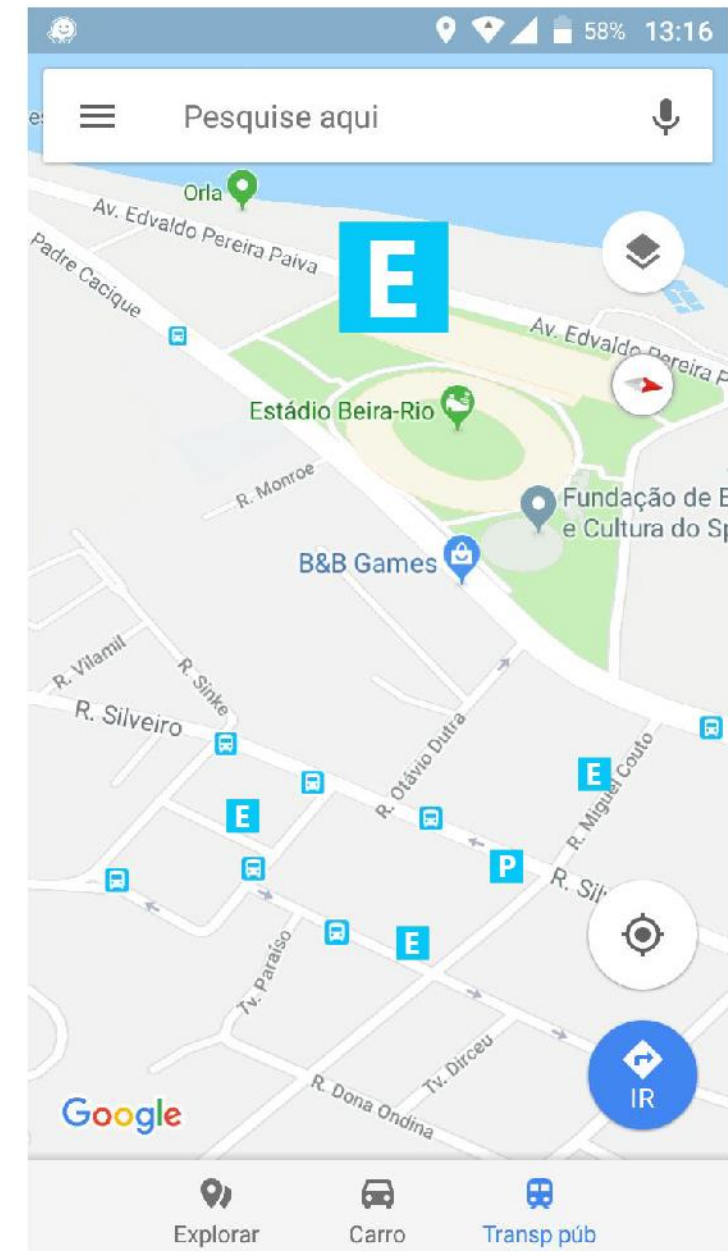 58% 13:16
Pesquise aqui
Orla
Av. Edvaldo Pereira Paiva
Padre Cacique
E
Av. Edvaldo Pereira P
Estádio Beira-Rio
R. Monroe
Fundação de E
e Cultura do Sp
B&B Games
R. Vilamil
R. Sinke
R. Silveiro
R. Otávio Dutra
E
R. Miguel Couto
E
P
R. Sil
E
Tv. Paraíso
Tv. Dirceu
R. Dona Ondina
IR
Google
Explorar Carro Transp púb